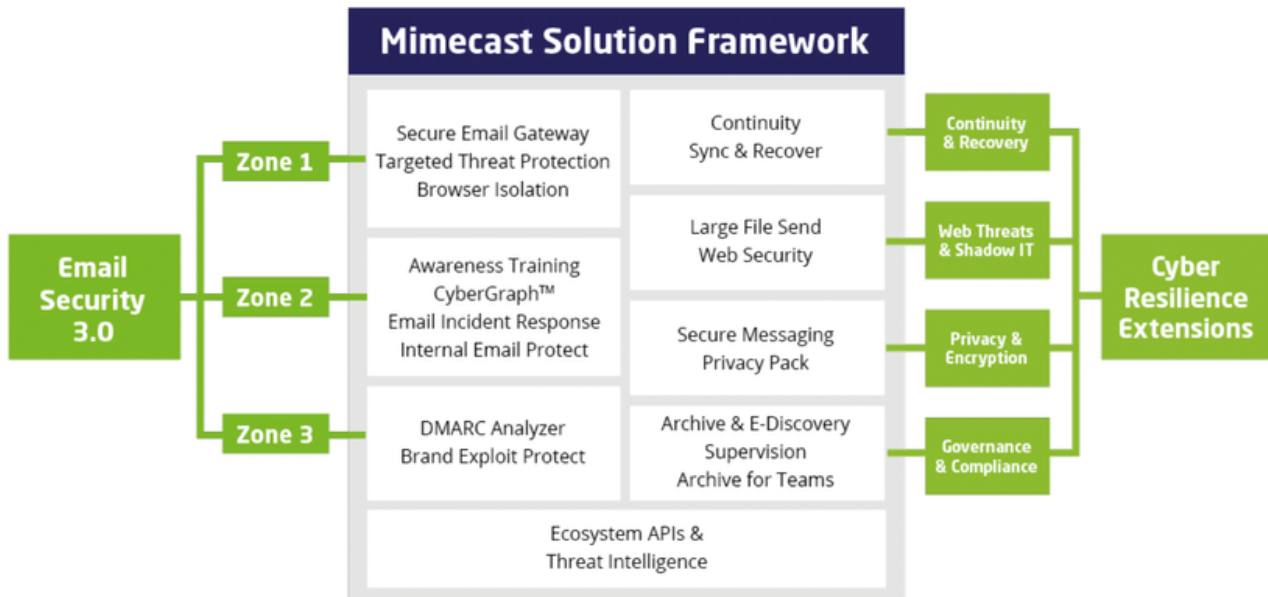 Mimecast Solution Framework
Email
Security
3.0
Zone 1
Zone 2
Zone 3
Secure Email Gateway
Targeted Threat Protection
Browser Isolation
Awareness Training
CyberGraph™
Email Incident Response
Internal Email Protect
DMARC Analyzer
Brand Exploit Protect
Continuity
Sync & Recover
Large File Send
Web Security
Secure Messaging
Privacy Pack
Archive & E-Discovery
Supervision
Archive for Teams
Ecosystem APIs &
Threat Intelligence
Continuity
& Recovery
Web Threats
& Shadow IT
Privacy &
Encryption
Governance
& Compliance
Cyber
Resilience
Extensions